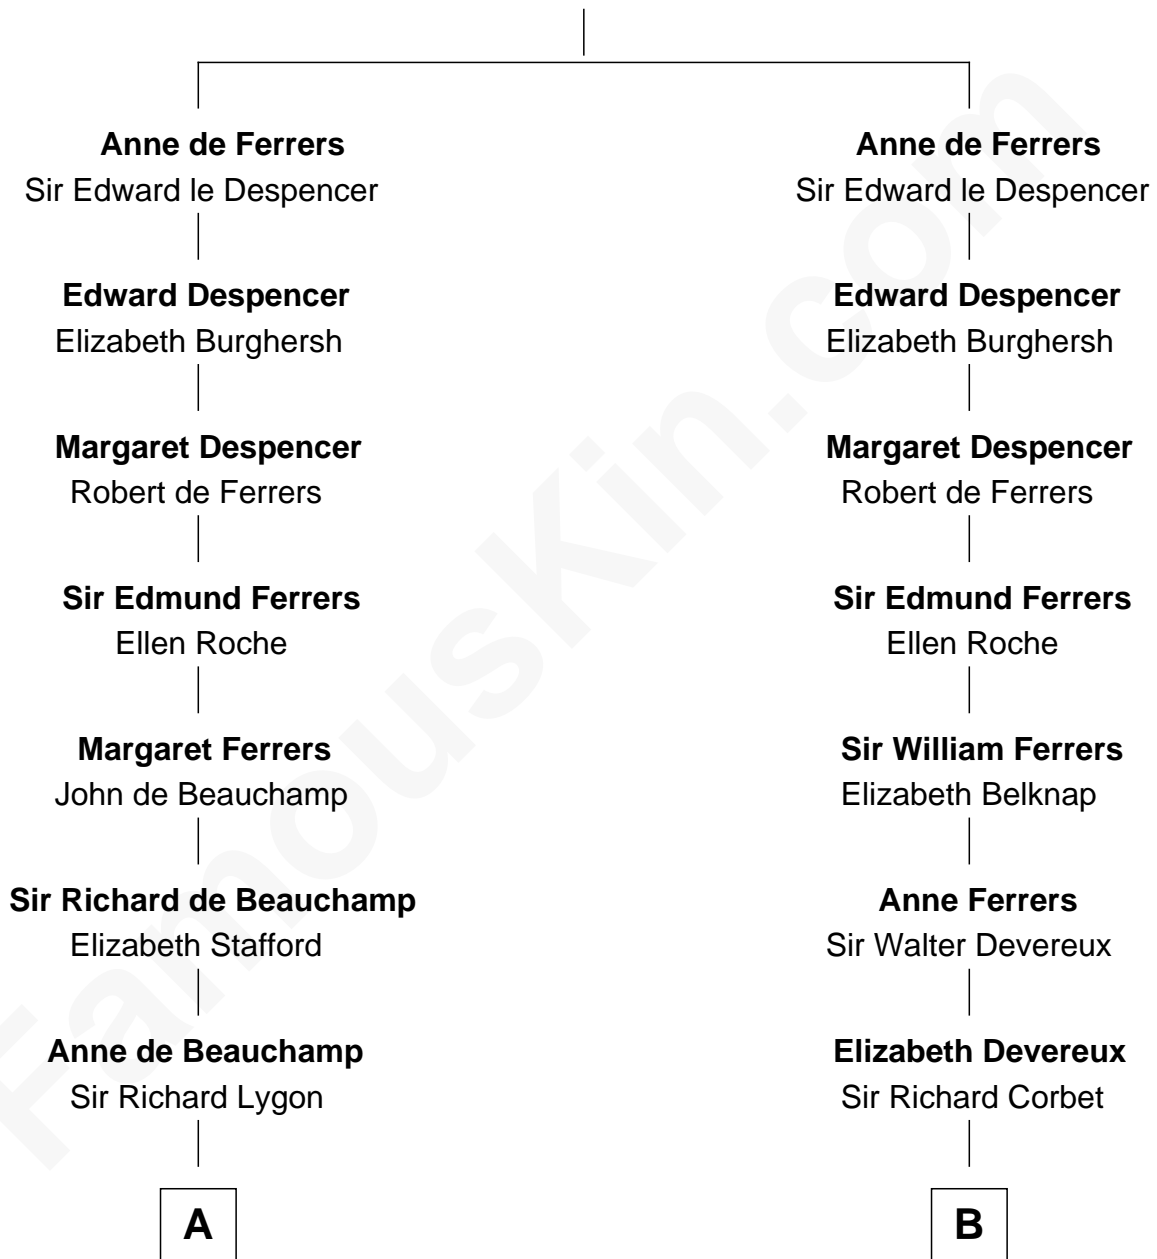 Anne de Ferrers
Sir Edward le Despencer
Edward Despencer
Elizabeth Burghersh
Margaret Despencer
Robert de Ferrers
Sir Edmund Ferrers
Ellen Roche
Margaret Ferrers
John de Beauchamp
Sir Richard de Beauchamp
Elizabeth Stafford
Anne de Beauchamp
Sir Richard Lygon
A
Anne de Ferrers
Sir Edward le Despencer
Edward Despencer
Elizabeth Burghersh
Margaret Despencer
Robert de Ferrers
Sir Edmund Ferrers
Ellen Roche
Sir William Ferrers
Elizabeth Belknap
Anne Ferrers
Sir Walter Devereux
Elizabeth Devereux
Sir Richard Corbet
B
FamousKin.com